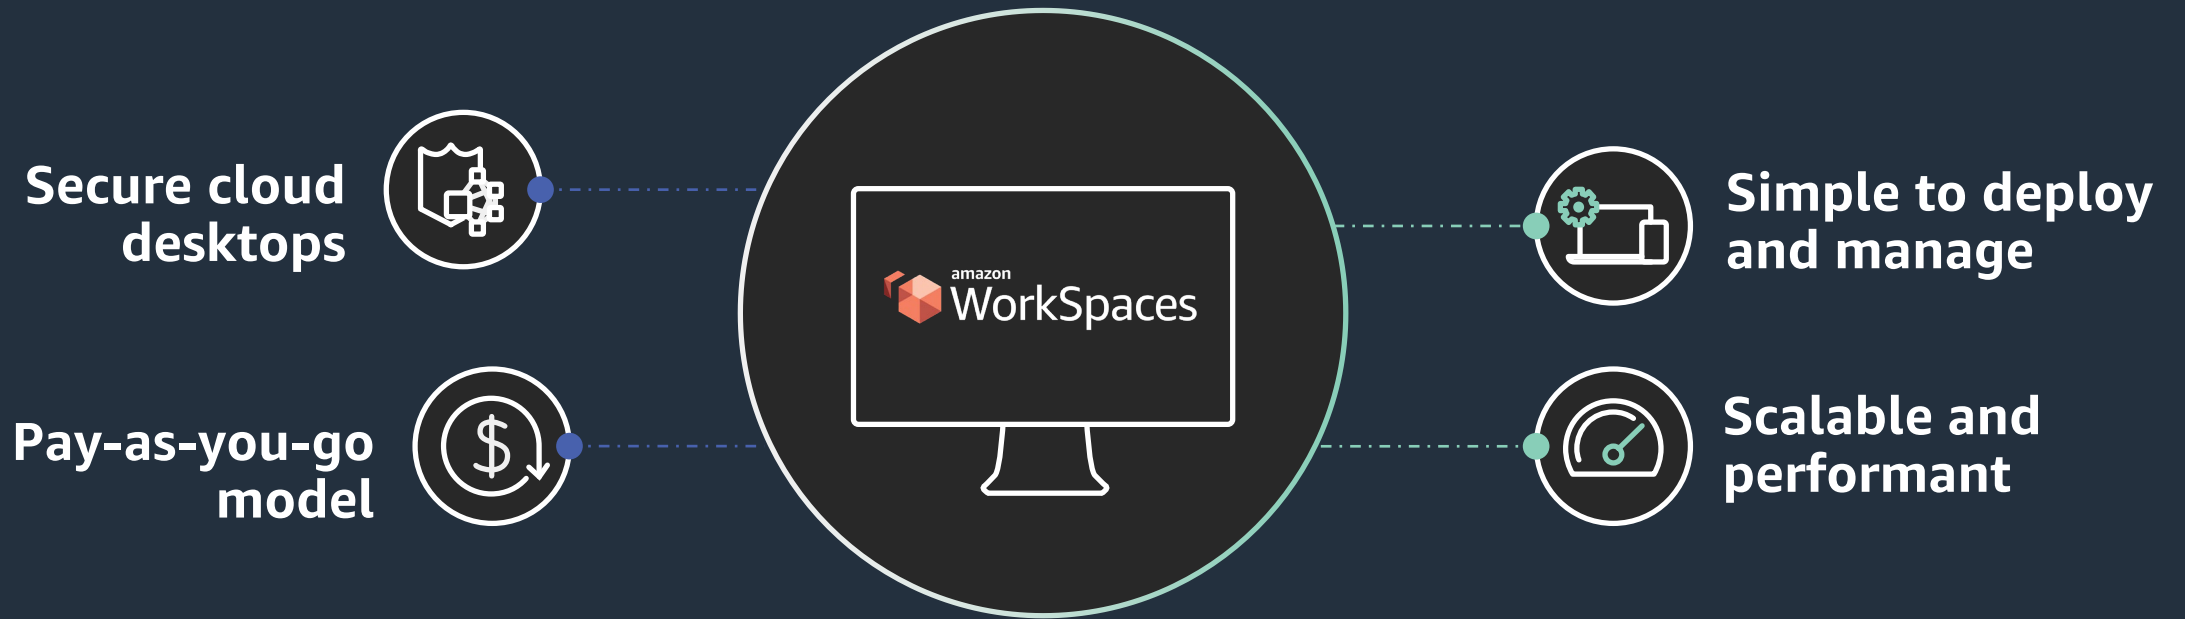 Secure cloud
desktops
Pay-as-you-go
model
amazon
WorkSpaces
Simple to deploy
and manage
Scalable and
performant